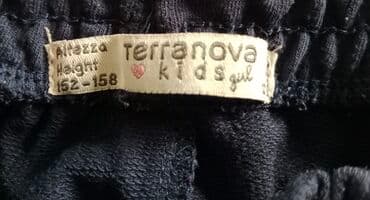 Altezza
Height
152-158
terranova
kids girl